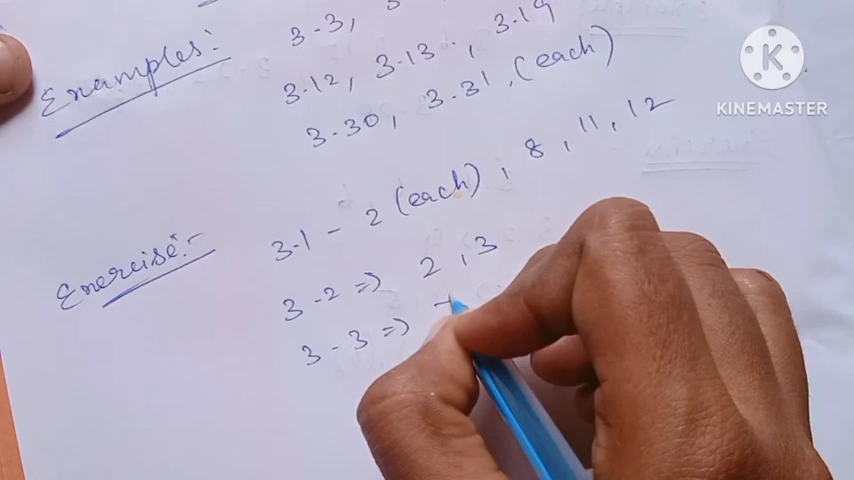 3-3,
Examples:
3.12, 3.13, 3.19
3.30, 3.31, (each)
Exercise:-
3.1 - 2 (each), 8, 11, 12
3-2 => 2, 3
3-3 =>
K
KINEMASTER